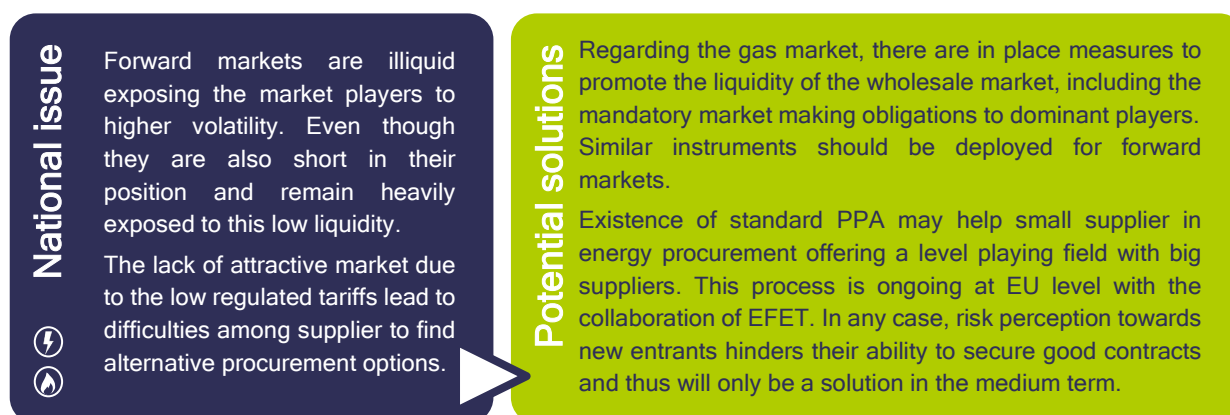 National issue
Forward markets are illiquid
exposing the market players to
higher volatility. Even though
they are also short in their
position and remain heavily
exposed to this low liquidity.
The lack of attractive market due
to the low regulated tariffs lead to
difficulties among supplier to find
alternative procurement options.
Potential solutions
Regarding the gas market, there are in place measures to
promote the liquidity of the wholesale market, including the
mandatory market making obligations to dominant players.
Similar instruments should be deployed for forward
markets.
Existence of standard PPA may help small supplier in
energy procurement offering a level playing field with big
suppliers. This process is ongoing at EU level with the
collaboration of EFET. In any case, risk perception towards
new entrants hinders their ability to secure good contracts
and thus will only be a solution in the medium term.